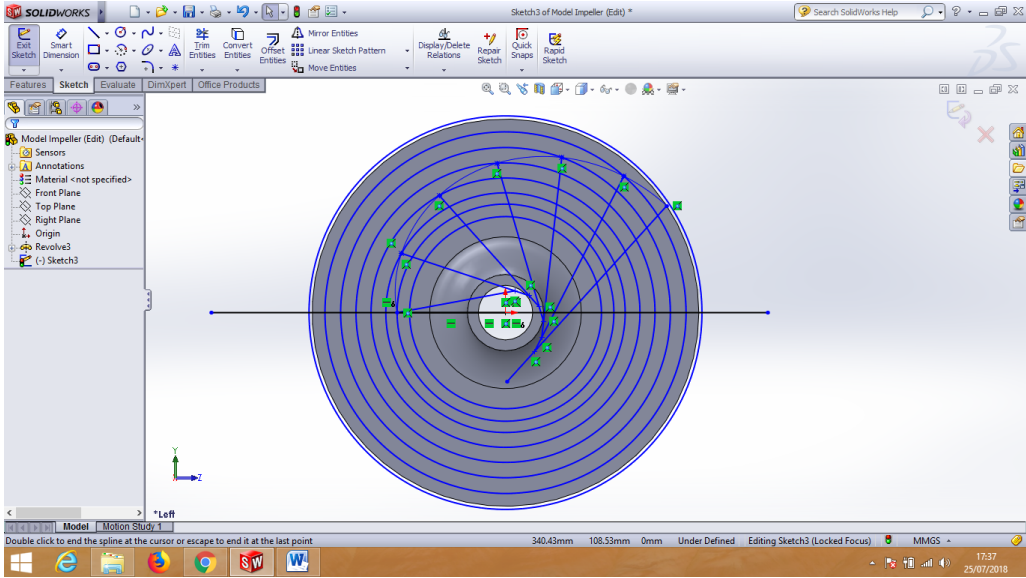 SOLIDWORKS
Sketch3 of Model Impeller (Edit) *
Search SolidWorks Help
Exit Sketch
Smart Dimension
Trim Entities
Convert Entities
Offset Entities
Mirror Entities
Linear Sketch Pattern
Move Entities
Display/Delete Relations
Repair Sketch
Quick Snaps
Rapid Sketch
Features Sketch Evaluate DimXpert Office Products
Model Impeller (Edit) (Default
Sensors
Annotations
Material <not specified>
Front Plane
Top Plane
Right Plane
Origin
Revolve3
(-) Sketch3
6
6
Y
Z
*Left
Model Motion Study 1
Double click to end the spline at the cursor or escape to end it at the last point 340.43mm 108.53mm 0mm Under Defined Editing Sketch3 (Locked Focus) MMGS
17:37
25/07/2018